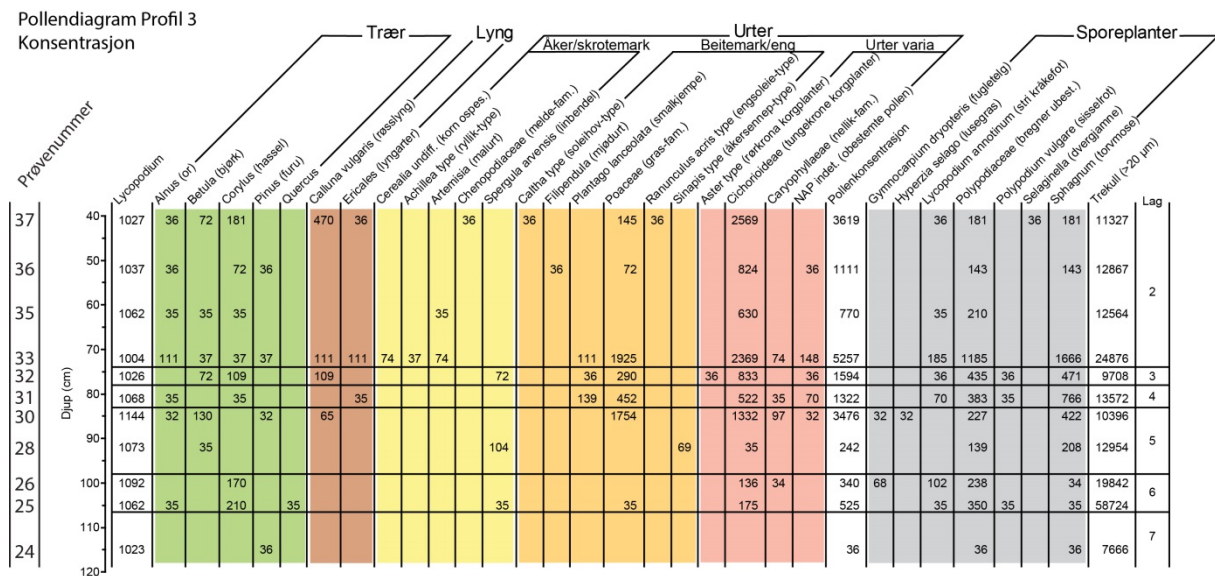 Pollendiagram Profil 3
Konsentrasjon
Trær
Lyng
Urter
Sporeplanter
Åker/skrotemark
Beitemark/eng
Urter varia
Prøvenummer
Djup (cm)
Lycopodium
Alnus (or)
Betula (bjørk)
Corylus (hassel)
Pinus (furu)
Quercus
Calluna vulgaris (røsslyng)
Ericales (lyngarter)
Cerealia undiff. (korn ospes.)
Achillea type (ryllik-type)
Artemisia (malurt)
Chenopodiaceae (melde-fam.)
Spergula arvensis (linbendel)
Caltha type (soleihov-type)
Filipendula (mjødurt)
Plantago lanceolata (smalkjempe)
Poaceae (gras-fam.)
Ranunculus acris type (engsoleie-type)
Sinapis type (åkersennep-type)
Aster type (rørkrona korgplanter)
Cichorioideae (tungekrone korgplanter)
Caryophyllaeae (nellik-fam.)
NAP indet. (obestemte pollen)
Pollenkonsentrasjon
Gymnocarpium dryopteris (fugletelg)
Hyperzia selago (lusegras)
Lycopodium annotinum (stri kråkefot)
Polypodiaceae (bregner ubest.)
Polypodium vulgare (sisselrot)
Selaginella (dvergjamne)
Sphagnum (torvmose)
Trekull (>20 µm)
Lag
37 40 1027 36 72 181 470 36 36 36 145 36 2569 3619 36 181 36 181 11327
36 50 1037 36 72 36 36 72 824 36 1111 143 143 12867
2
35 60 1062 35 35 35 35 630 770 35 210 12564
33 70 1004 111 37 37 37 111 111 74 37 74 111 1925 2369 74 148 5257 185 1185 1666 24876
32 1026 72 109 109 72 36 290 36 833 36 1594 36 435 36 471 9708 3
31 80 1068 35 35 35 139 452 522 35 70 1322 70 383 35 766 13572 4
30 1144 32 130 32 65 1754 1332 97 32 3476 32 32 227 422 10396
5
28 90 1073 35 104 69 35 242 139 208 12954
26 100 1092 170 136 34 340 68 102 238 34 19842
6
25 1062 35 210 35 35 35 175 525 35 350 35 35 58724
110
7
24 1023 36 36 36 36 7666
120